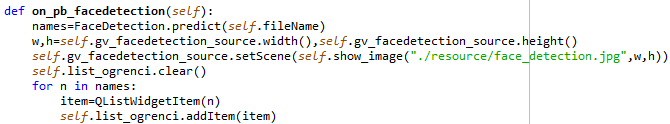 def on_pb_facedetection(self):
    names=FaceDetection.predict(self.fileName)
    w,h=self.gv_facedetection_source.width(),self.gv_facedetection_source.height()
    self.gv_facedetection_source.setScene(self.show_image("./resource/face_detection.jpg",w,h))
    self.list_ogrenci.clear()
    for n in names:
        item=QListWidgetItem(n)
        self.list_ogrenci.addItem(item)